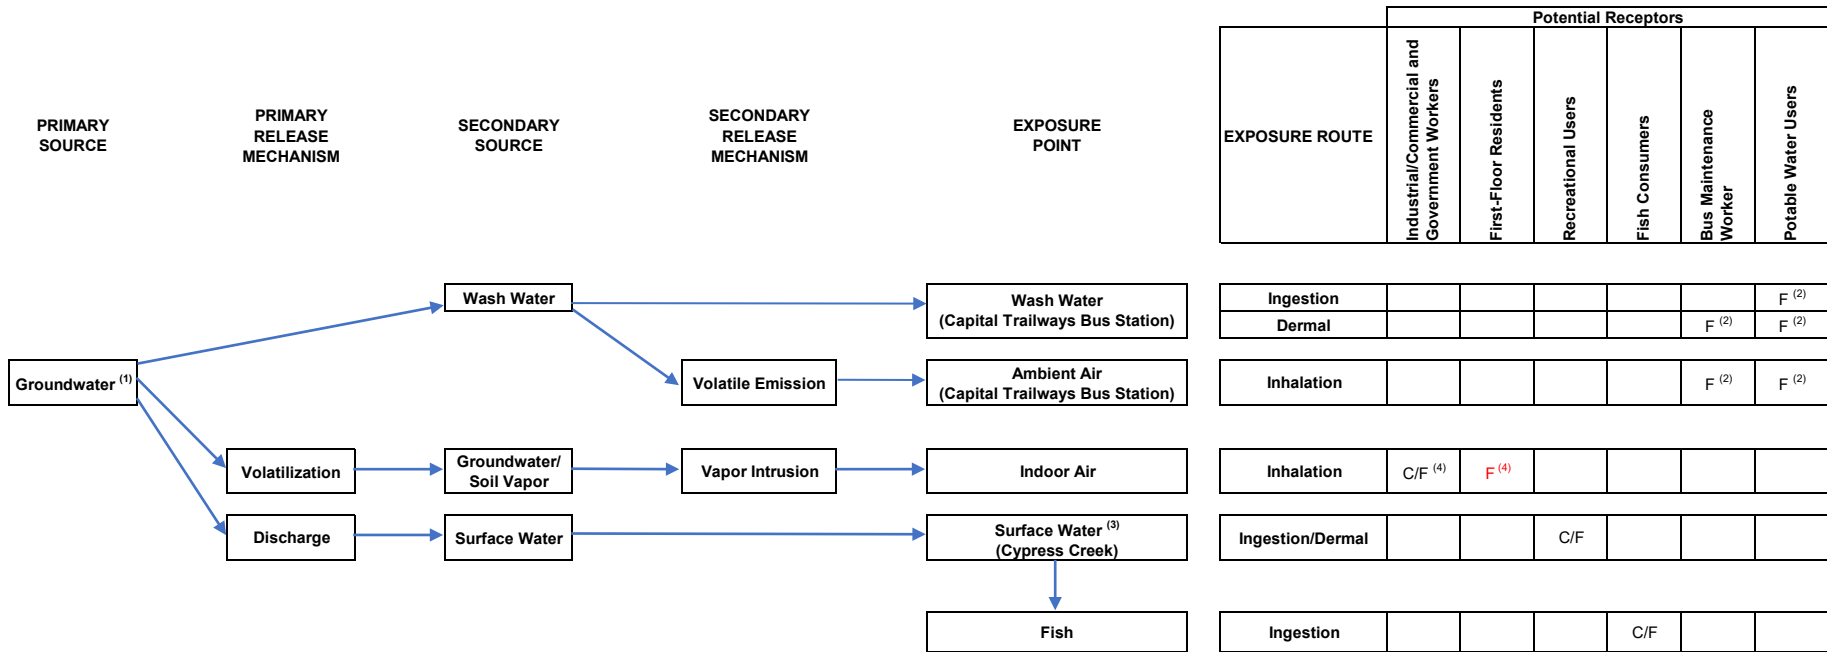 Potential Receptors
PRIMARY
SOURCE
PRIMARY
RELEASE
MECHANISM
SECONDARY
SOURCE
SECONDARY
RELEASE
MECHANISM
EXPOSURE
POINT
EXPOSURE ROUTE
Industrial/Commercial and
Government Workers
First-Floor Residents
Recreational Users
Fish Consumers
Bus Maintenance
Worker
Potable Water Users
Wash Water
Wash Water
(Capital Trailways Bus Station)
Ingestion
F (2)
Dermal
F (2)
F (2)
Groundwater (1)
Volatile Emission
Ambient Air
(Capital Trailways Bus Station)
Inhalation
F (2)
F (2)
Volatilization
Groundwater/
Soil Vapor
Vapor Intrusion
Indoor Air
Inhalation
C/F (4)
F (4)
Discharge
Surface Water
Surface Water (3)
(Cypress Creek)
Ingestion/Dermal
C/F
Fish
Ingestion
C/F